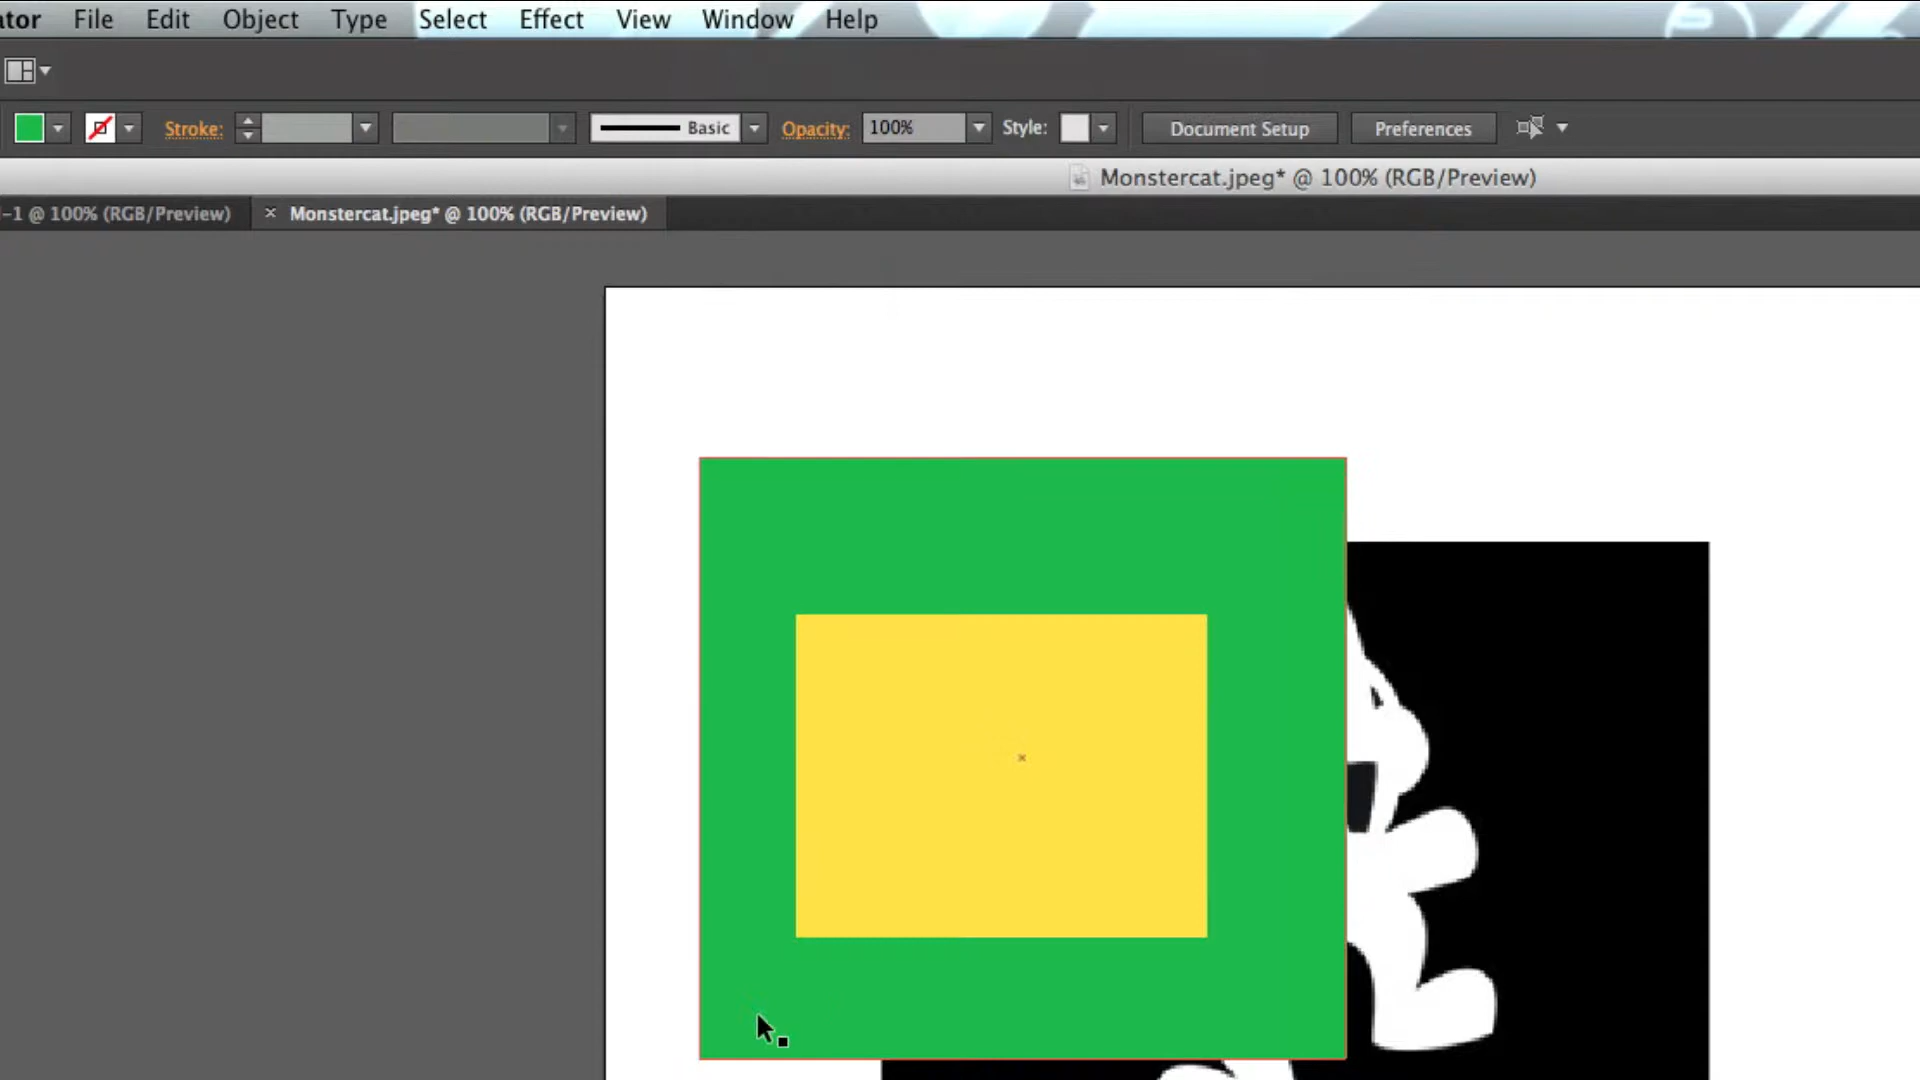 ator File Edit Object Type Select Effect View Window Help
Stroke: Basic Opacity: 100% Style: Document Setup Preferences
Monstercat.jpeg* @ 100% (RGB/Preview)
-1 @ 100% (RGB/Preview) × Monstercat.jpeg* @ 100% (RGB/Preview)